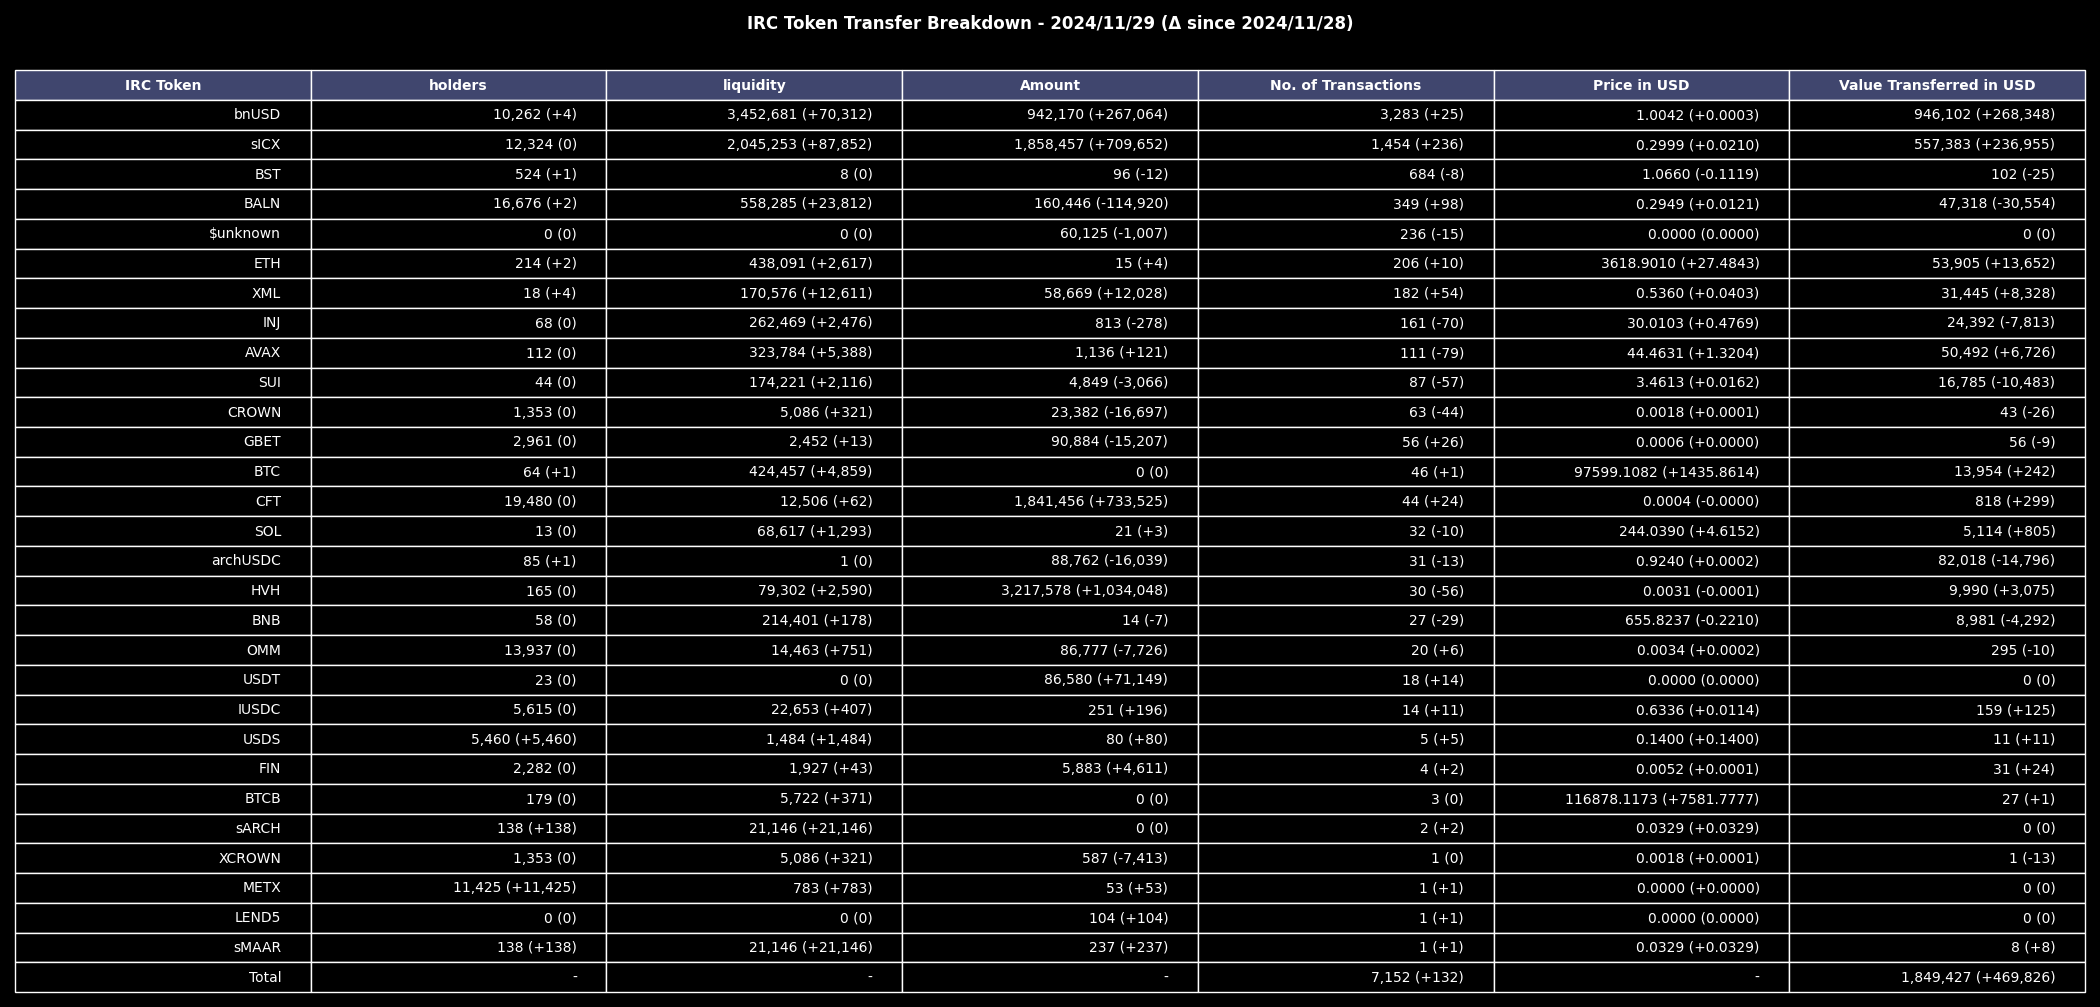 IRC Token Transfer Breakdown - 2024/11/29 (Δ since 2024/11/28)
IRC Token holders liquidity Amount No. of Transactions Price in USD Value Transferred in USD
bnUSD 10,262 (+4) 3,452,681 (+70,312) 942,170 (+267,064) 3,283 (+25) 1.0042 (+0.0003) 946,102 (+268,348)
sICX 12,324 (0) 2,045,253 (+87,852) 1,858,457 (+709,652) 1,454 (+236) 0.2999 (+0.0210) 557,383 (+236,955)
BST 524 (+1) 8 (0) 96 (-12) 684 (-8) 1.0660 (-0.1119) 102 (-25)
BALN 16,676 (+2) 558,285 (+23,812) 160,446 (-114,920) 349 (+98) 0.2949 (+0.0121) 47,318 (-30,554)
$unknown 0 (0) 0 (0) 60,125 (-1,007) 236 (-15) 0.0000 (0.0000) 0 (0)
ETH 214 (+2) 438,091 (+2,617) 15 (+4) 206 (+10) 3618.9010 (+27.4843) 53,905 (+13,652)
XML 18 (+4) 170,576 (+12,611) 58,669 (+12,028) 182 (+54) 0.5360 (+0.0403) 31,445 (+8,328)
INJ 68 (0) 262,469 (+2,476) 813 (-278) 161 (-70) 30.0103 (+0.4769) 24,392 (-7,813)
AVAX 112 (0) 323,784 (+5,388) 1,136 (+121) 111 (-79) 44.4631 (+1.3204) 50,492 (+6,726)
SUI 44 (0) 174,221 (+2,116) 4,849 (-3,066) 87 (-57) 3.4613 (+0.0162) 16,785 (-10,483)
CROWN 1,353 (0) 5,086 (+321) 23,382 (-16,697) 63 (-44) 0.0018 (+0.0001) 43 (-26)
GBET 2,961 (0) 2,452 (+13) 90,884 (-15,207) 56 (+26) 0.0006 (+0.0000) 56 (-9)
BTC 64 (+1) 424,457 (+4,859) 0 (0) 46 (+1) 97599.1082 (+1435.8614) 13,954 (+242)
CFT 19,480 (0) 12,506 (+62) 1,841,456 (+733,525) 44 (+24) 0.0004 (-0.0000) 818 (+299)
SOL 13 (0) 68,617 (+1,293) 21 (+3) 32 (-10) 244.0390 (+4.6152) 5,114 (+805)
archUSDC 85 (+1) 1 (0) 88,762 (-16,039) 31 (-13) 0.9240 (+0.0002) 82,018 (-14,796)
HVH 165 (0) 79,302 (+2,590) 3,217,578 (+1,034,048) 30 (-56) 0.0031 (-0.0001) 9,990 (+3,075)
BNB 58 (0) 214,401 (+178) 14 (-7) 27 (-29) 655.8237 (-0.2210) 8,981 (-4,292)
OMM 13,937 (0) 14,463 (+751) 86,777 (-7,726) 20 (+6) 0.0034 (+0.0002) 295 (-10)
USDT 23 (0) 0 (0) 86,580 (+71,149) 18 (+14) 0.0000 (0.0000) 0 (0)
IUSDC 5,615 (0) 22,653 (+407) 251 (+196) 14 (+11) 0.6336 (+0.0114) 159 (+125)
USDS 5,460 (+5,460) 1,484 (+1,484) 80 (+80) 5 (+5) 0.1400 (+0.1400) 11 (+11)
FIN 2,282 (0) 1,927 (+43) 5,883 (+4,611) 4 (+2) 0.0052 (+0.0001) 31 (+24)
BTCB 179 (0) 5,722 (+371) 0 (0) 3 (0) 116878.1173 (+7581.7777) 27 (+1)
sARCH 138 (+138) 21,146 (+21,146) 0 (0) 2 (+2) 0.0329 (+0.0329) 0 (0)
XCROWN 1,353 (0) 5,086 (+321) 587 (-7,413) 1 (0) 0.0018 (+0.0001) 1 (-13)
METX 11,425 (+11,425) 783 (+783) 53 (+53) 1 (+1) 0.0000 (+0.0000) 0 (0)
LEND5 0 (0) 0 (0) 104 (+104) 1 (+1) 0.0000 (0.0000) 0 (0)
sMAAR 138 (+138) 21,146 (+21,146) 237 (+237) 1 (+1) 0.0329 (+0.0329) 8 (+8)
Total - - - 7,152 (+132) - 1,849,427 (+469,826)